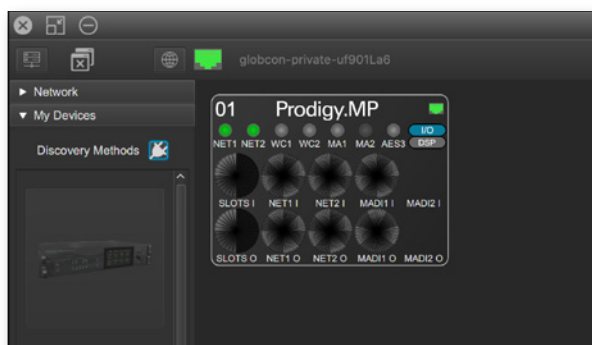 globcon-private-uf901La6
Network
My Devices
Discovery Methods
01 Prodigy.MP
NET1 NET2 WC1 WC2 MA1 MA2 AES3
I/O
DSP
SLOTS I NET1 I NET2 I MADI1 I MADI2 I
SLOTS O NET1 O NET2 O MADI1 O MADI2 O